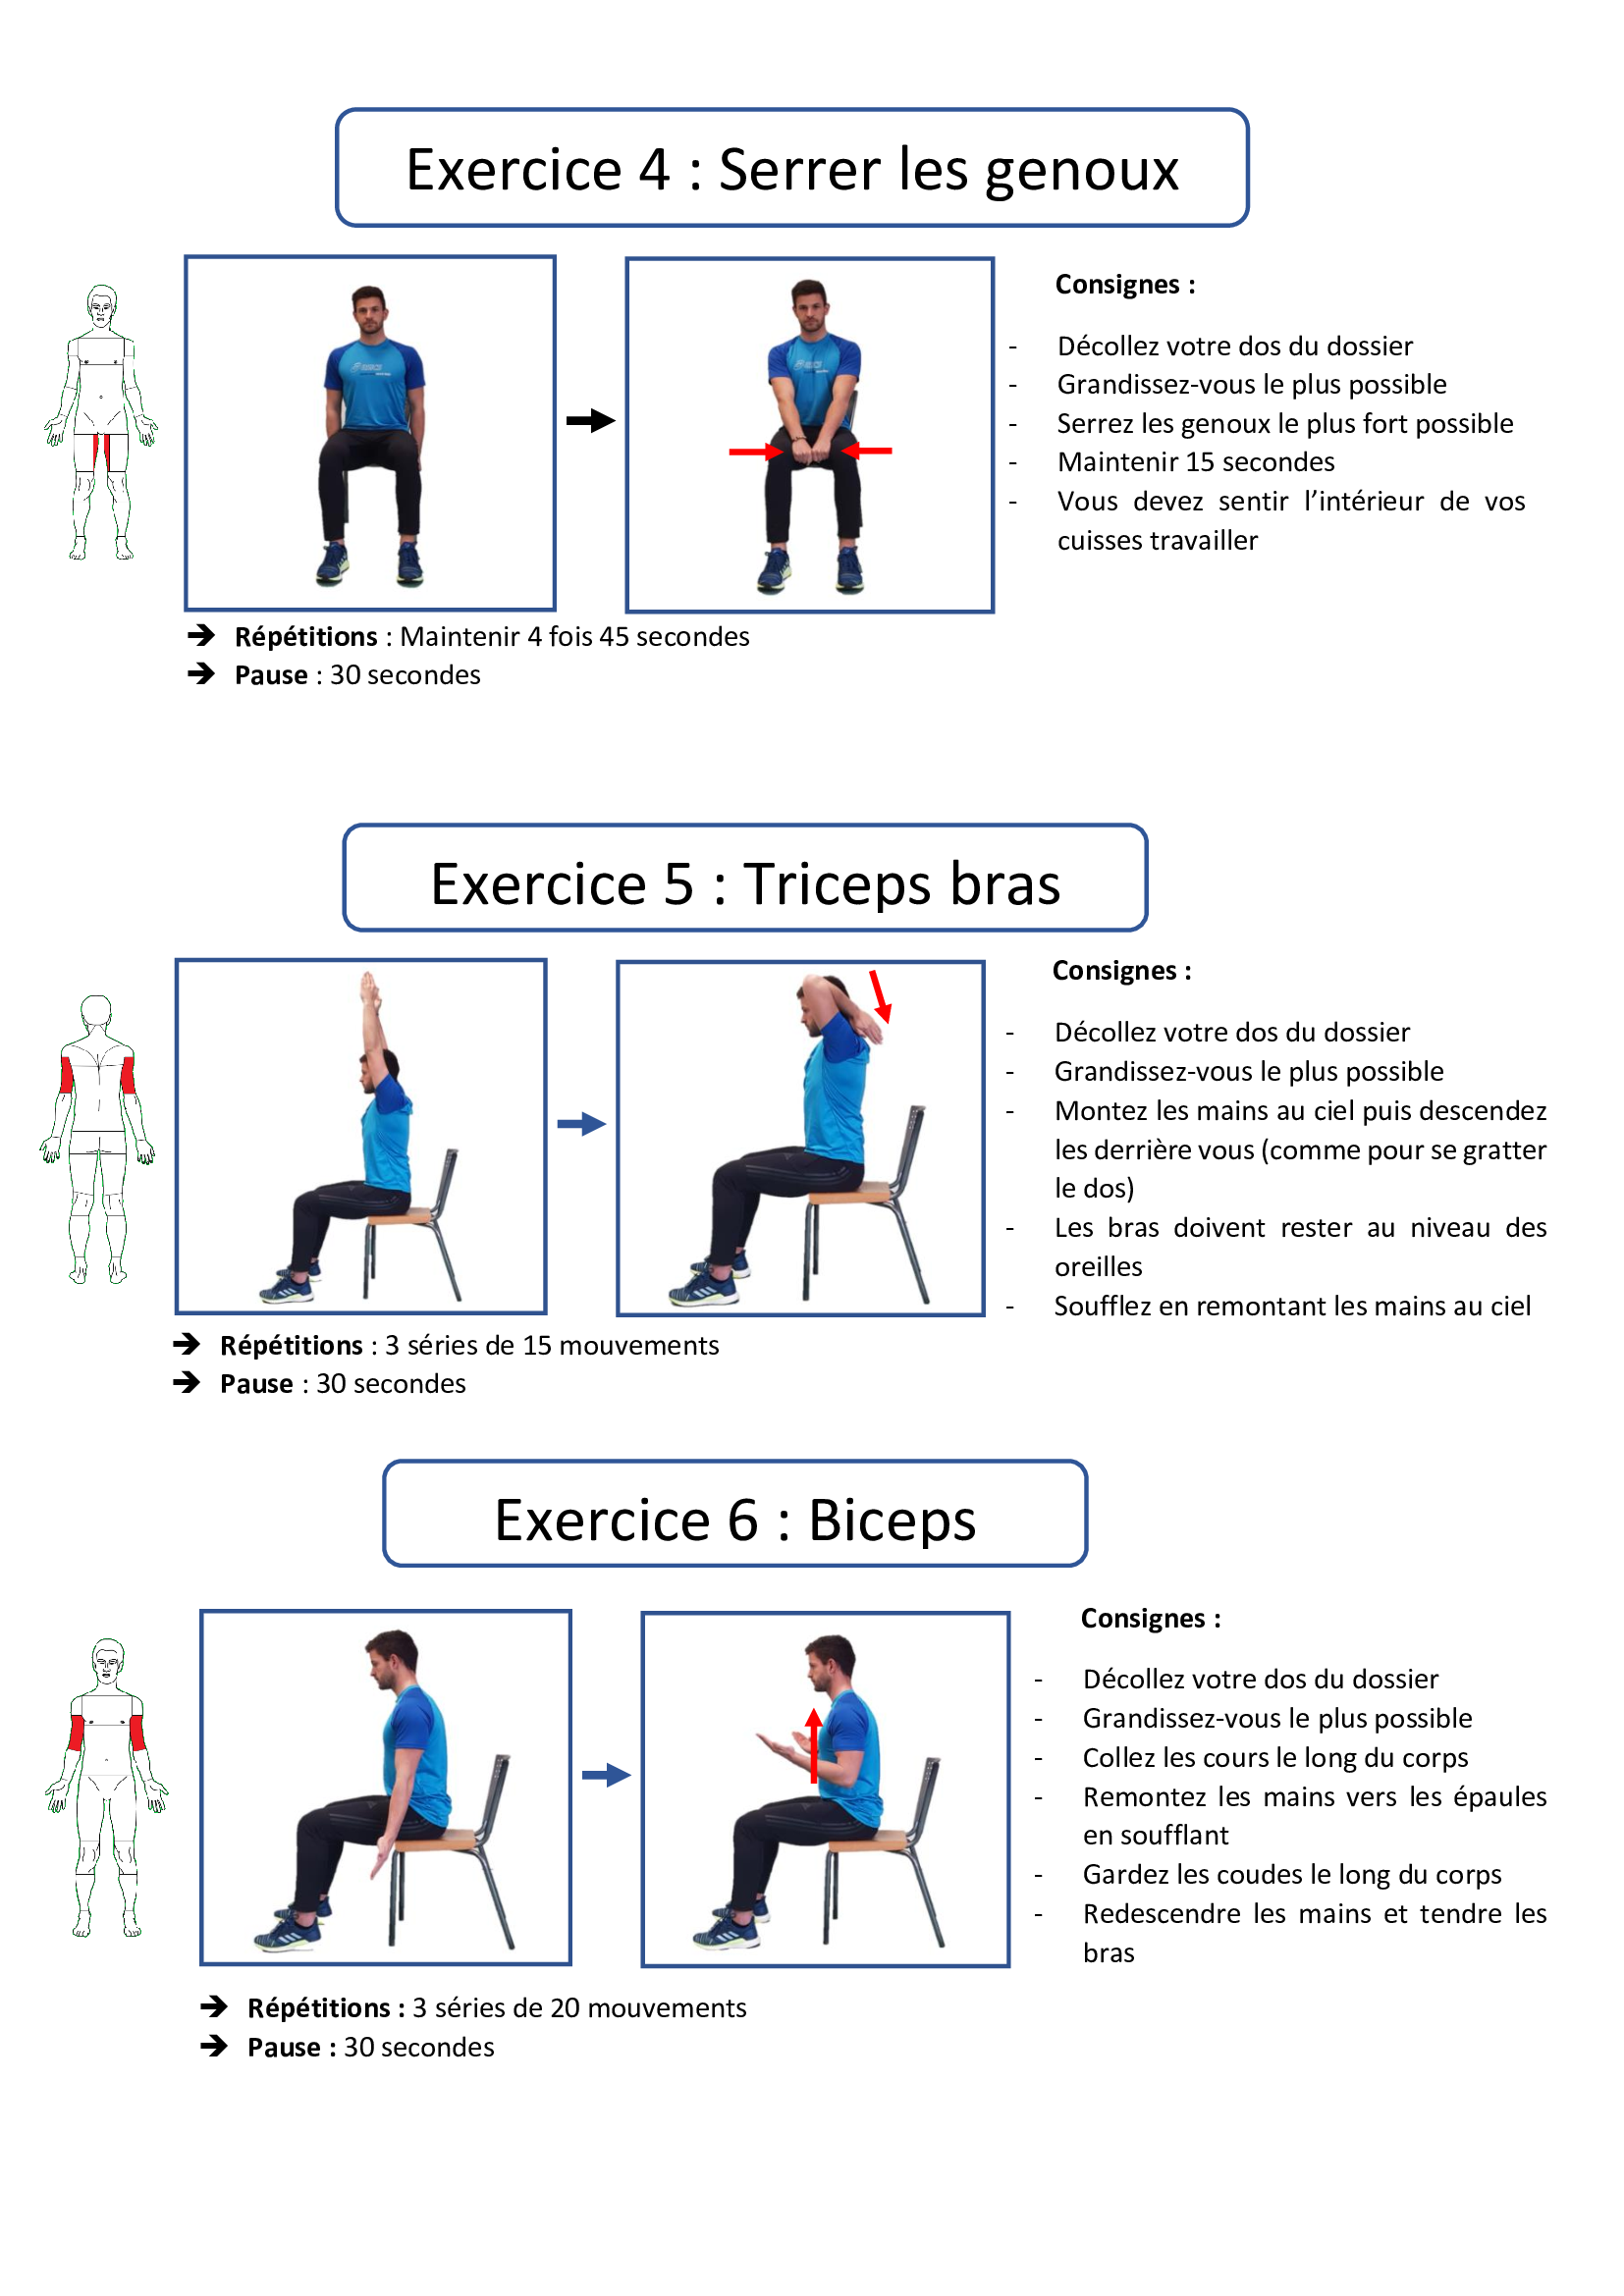 Exercice 4 : Serrer les genoux
Consignes :
- Décollez votre dos du dossier
- Grandissez-vous le plus possible
- Serrez les genoux le plus fort possible
- Maintenir 15 secondes
- Vous devez sentir l’intérieur de vos
cuisses travailler
➔ Répétitions : Maintenir 4 fois 45 secondes
➔ Pause : 30 secondes
Exercice 5 : Triceps bras
Consignes :
- Décollez votre dos du dossier
- Grandissez-vous le plus possible
- Montez les mains au ciel puis descendez
les derrière vous (comme pour se gratter
le dos)
- Les bras doivent rester au niveau des
oreilles
- Soufflez en remontant les mains au ciel
➔ Répétitions : 3 séries de 15 mouvements
➔ Pause : 30 secondes
Exercice 6 : Biceps
Consignes :
- Décollez votre dos du dossier
- Grandissez-vous le plus possible
- Collez les cours le long du corps
- Remontez les mains vers les épaules
en soufflant
- Gardez les coudes le long du corps
- Redescendre les mains et tendre les
bras
➔ Répétitions : 3 séries de 20 mouvements
➔ Pause : 30 secondes